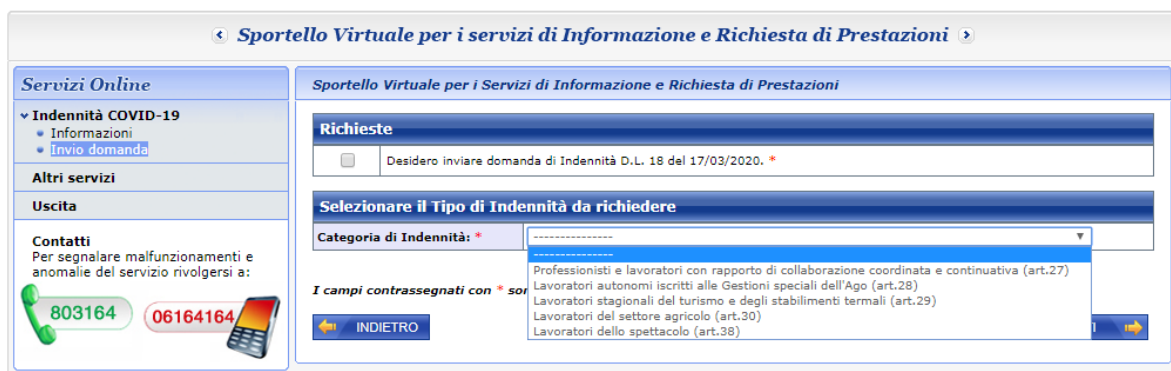 Sportello Virtuale per i servizi di Informazione e Richiesta di Prestazioni
Servizi Online
Indennità COVID-19
Informazioni
Invio domanda
Altri servizi
Uscita
Contatti
Per segnalare malfunzionamenti e
anomalie del servizio rivolgersi a:
803164
06164164
Sportello Virtuale per i Servizi di Informazione e Richiesta di Prestazioni
Richieste
Desidero inviare domanda di Indennità D.L. 18 del 17/03/2020. *
Selezionare il Tipo di Indennità da richiedere
Categoria di Indennità: * ---------------
---------------
Professionisti e lavoratori con rapporto di collaborazione coordinata e continuativa (art.27)
Lavoratori autonomi iscritti alle Gestioni speciali dell'Ago (art.28)
Lavoratori stagionali del turismo e degli stabilimenti termali (art.29)
Lavoratori del settore agricolo (art.30)
Lavoratori dello spettacolo (art.38)
I campi contrassegnati con *
INDIETRO